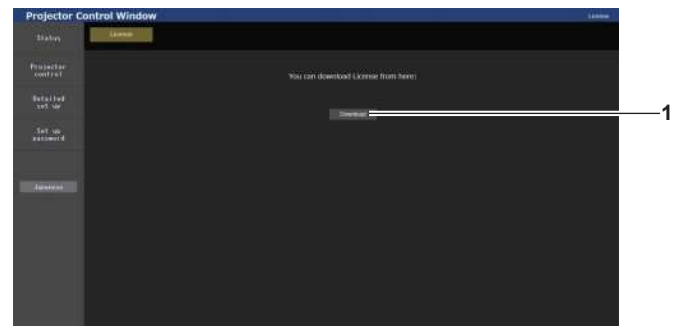 Projector Control Window
License
Status
License
Projector
control
You can download License from here:
Detailed
set up
Download
1
Set up
password
Japanese